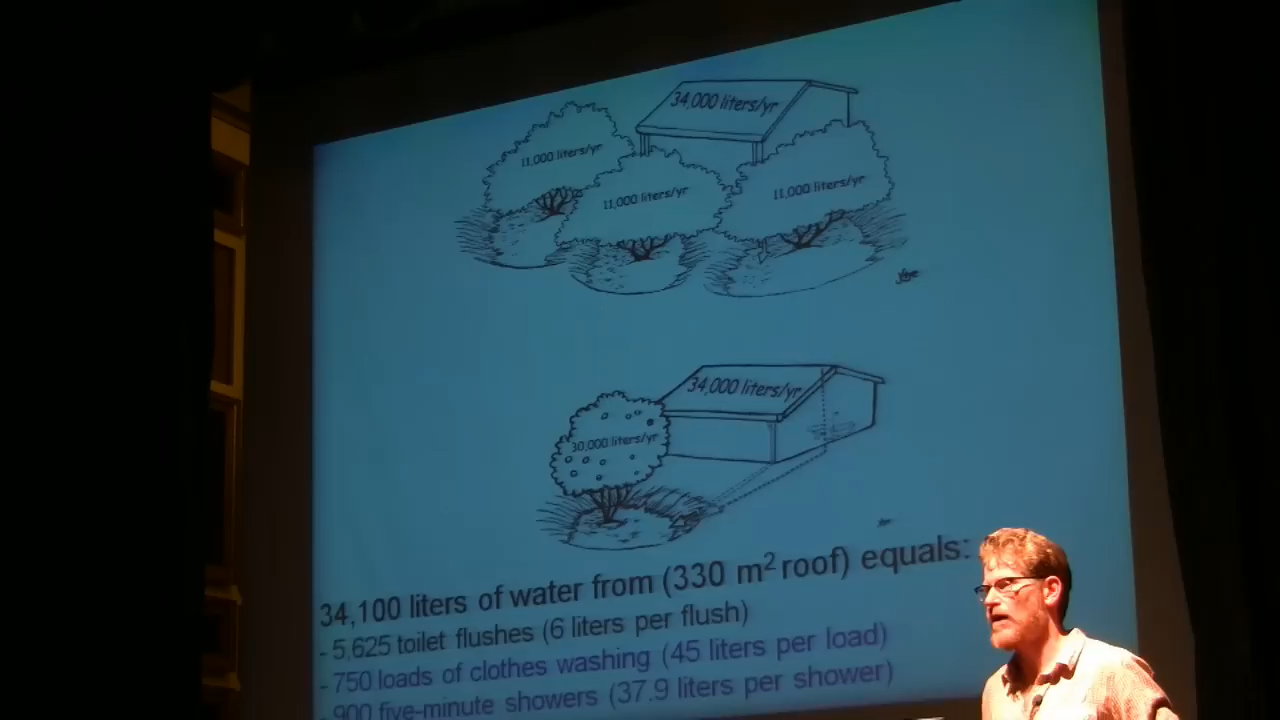 34,000 liters/yr
11,000 liters/yr
11,000 liters/yr
11,000 liters/yr
34,000 liters/yr
30,000 liters/yr
34,100 liters of water from (330 m² roof) equals:
- 5,625 toilet flushes (6 liters per flush)
- 750 loads of clothes washing (45 liters per load)
- 900 five-minute showers (37.9 liters per shower)